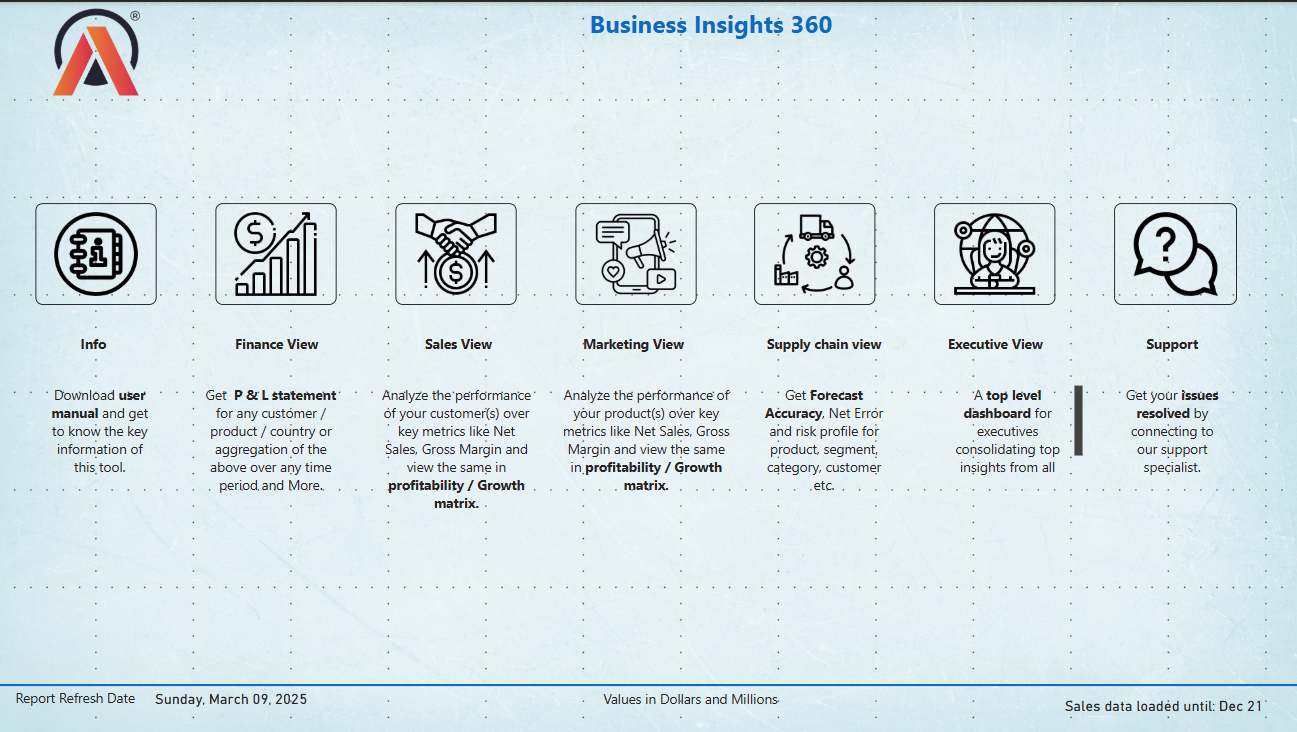 ®
Business Insights 360
Info
Download user
manual and get
to know the key
information of
this tool.
Finance View
Get P & L statement
for any customer /
product / country or
aggregation of the
above over any time
period and More.
Sales View
Analyze the performance
of your customer(s) over
key metrics like Net
Sales, Gross Margin and
view the same in
profitability / Growth
matrix.
Marketing View
Analyze the performance of
your product(s) over key
metrics like Net Sales, Gross
Margin and view the same
in profitability / Growth
matrix.
Supply chain view
Get Forecast
Accuracy, Net Error
and risk profile for
product, segment,
category, customer
etc.
Executive View
A top level
dashboard for
executives
consolidating top
insights from all
Support
Get your issues
resolved by
connecting to
our support
specialist.
Report Refresh Date Sunday, March 09, 2025
Values in Dollars and Millions
Sales data loaded until: Dec 21